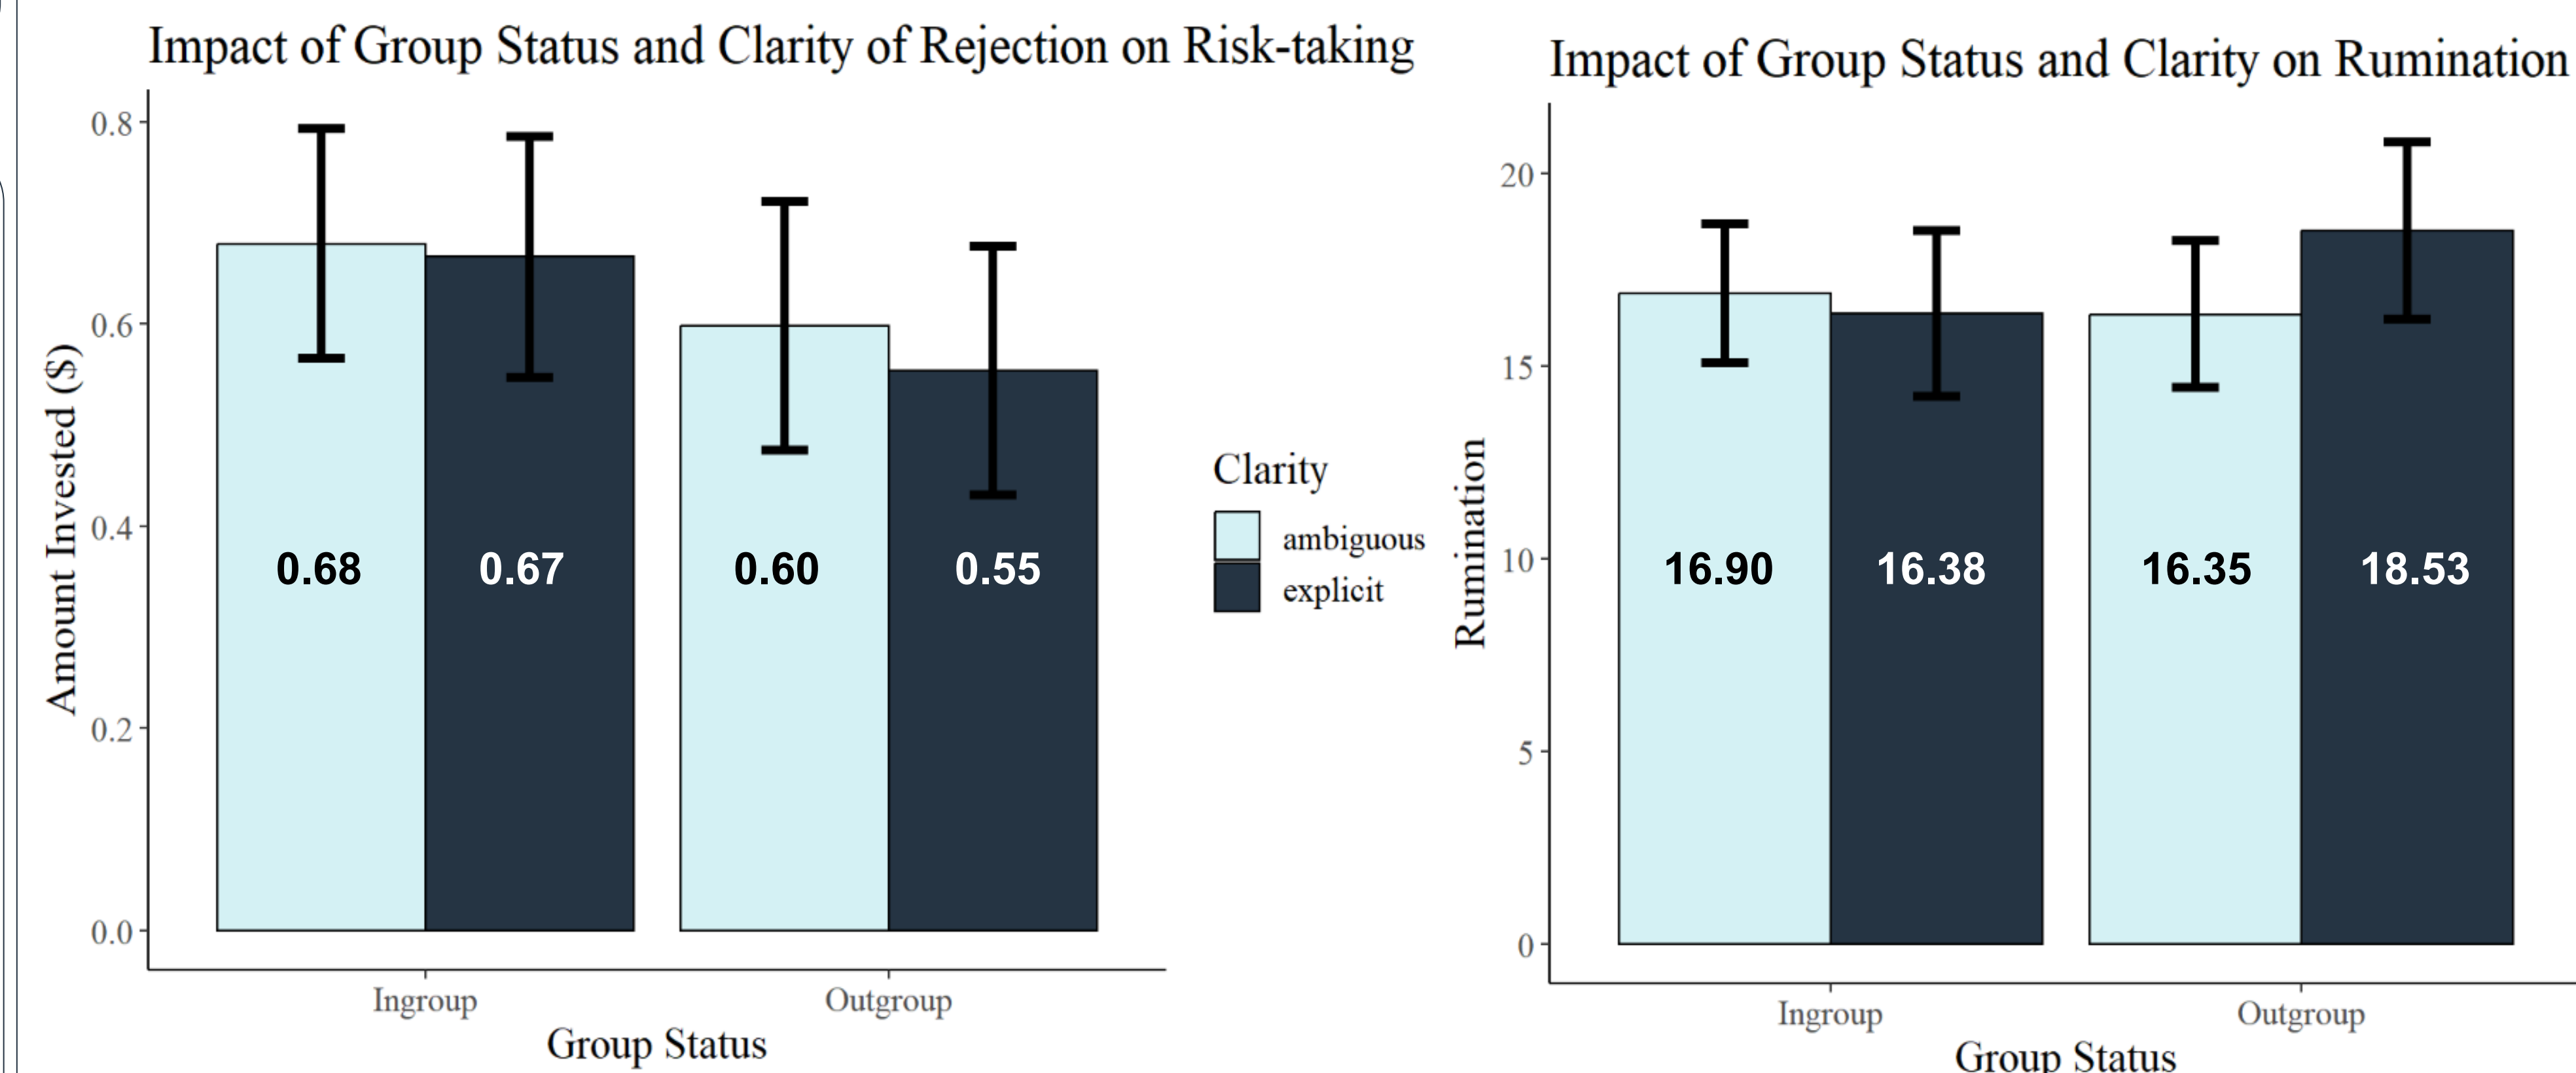 Impact of Group Status and Clarity of Rejection on Risk-taking
Amount Invested ($)
0.8
0.6
0.4
0.2
0.0
0.68
0.67
0.60
0.55
Ingroup
Outgroup
Group Status
Clarity
ambiguous
explicit
Impact of Group Status and Clarity on Rumination
Rumination
20
15
10
5
0
16.90
16.38
16.35
18.53
Ingroup
Outgroup
Group Status